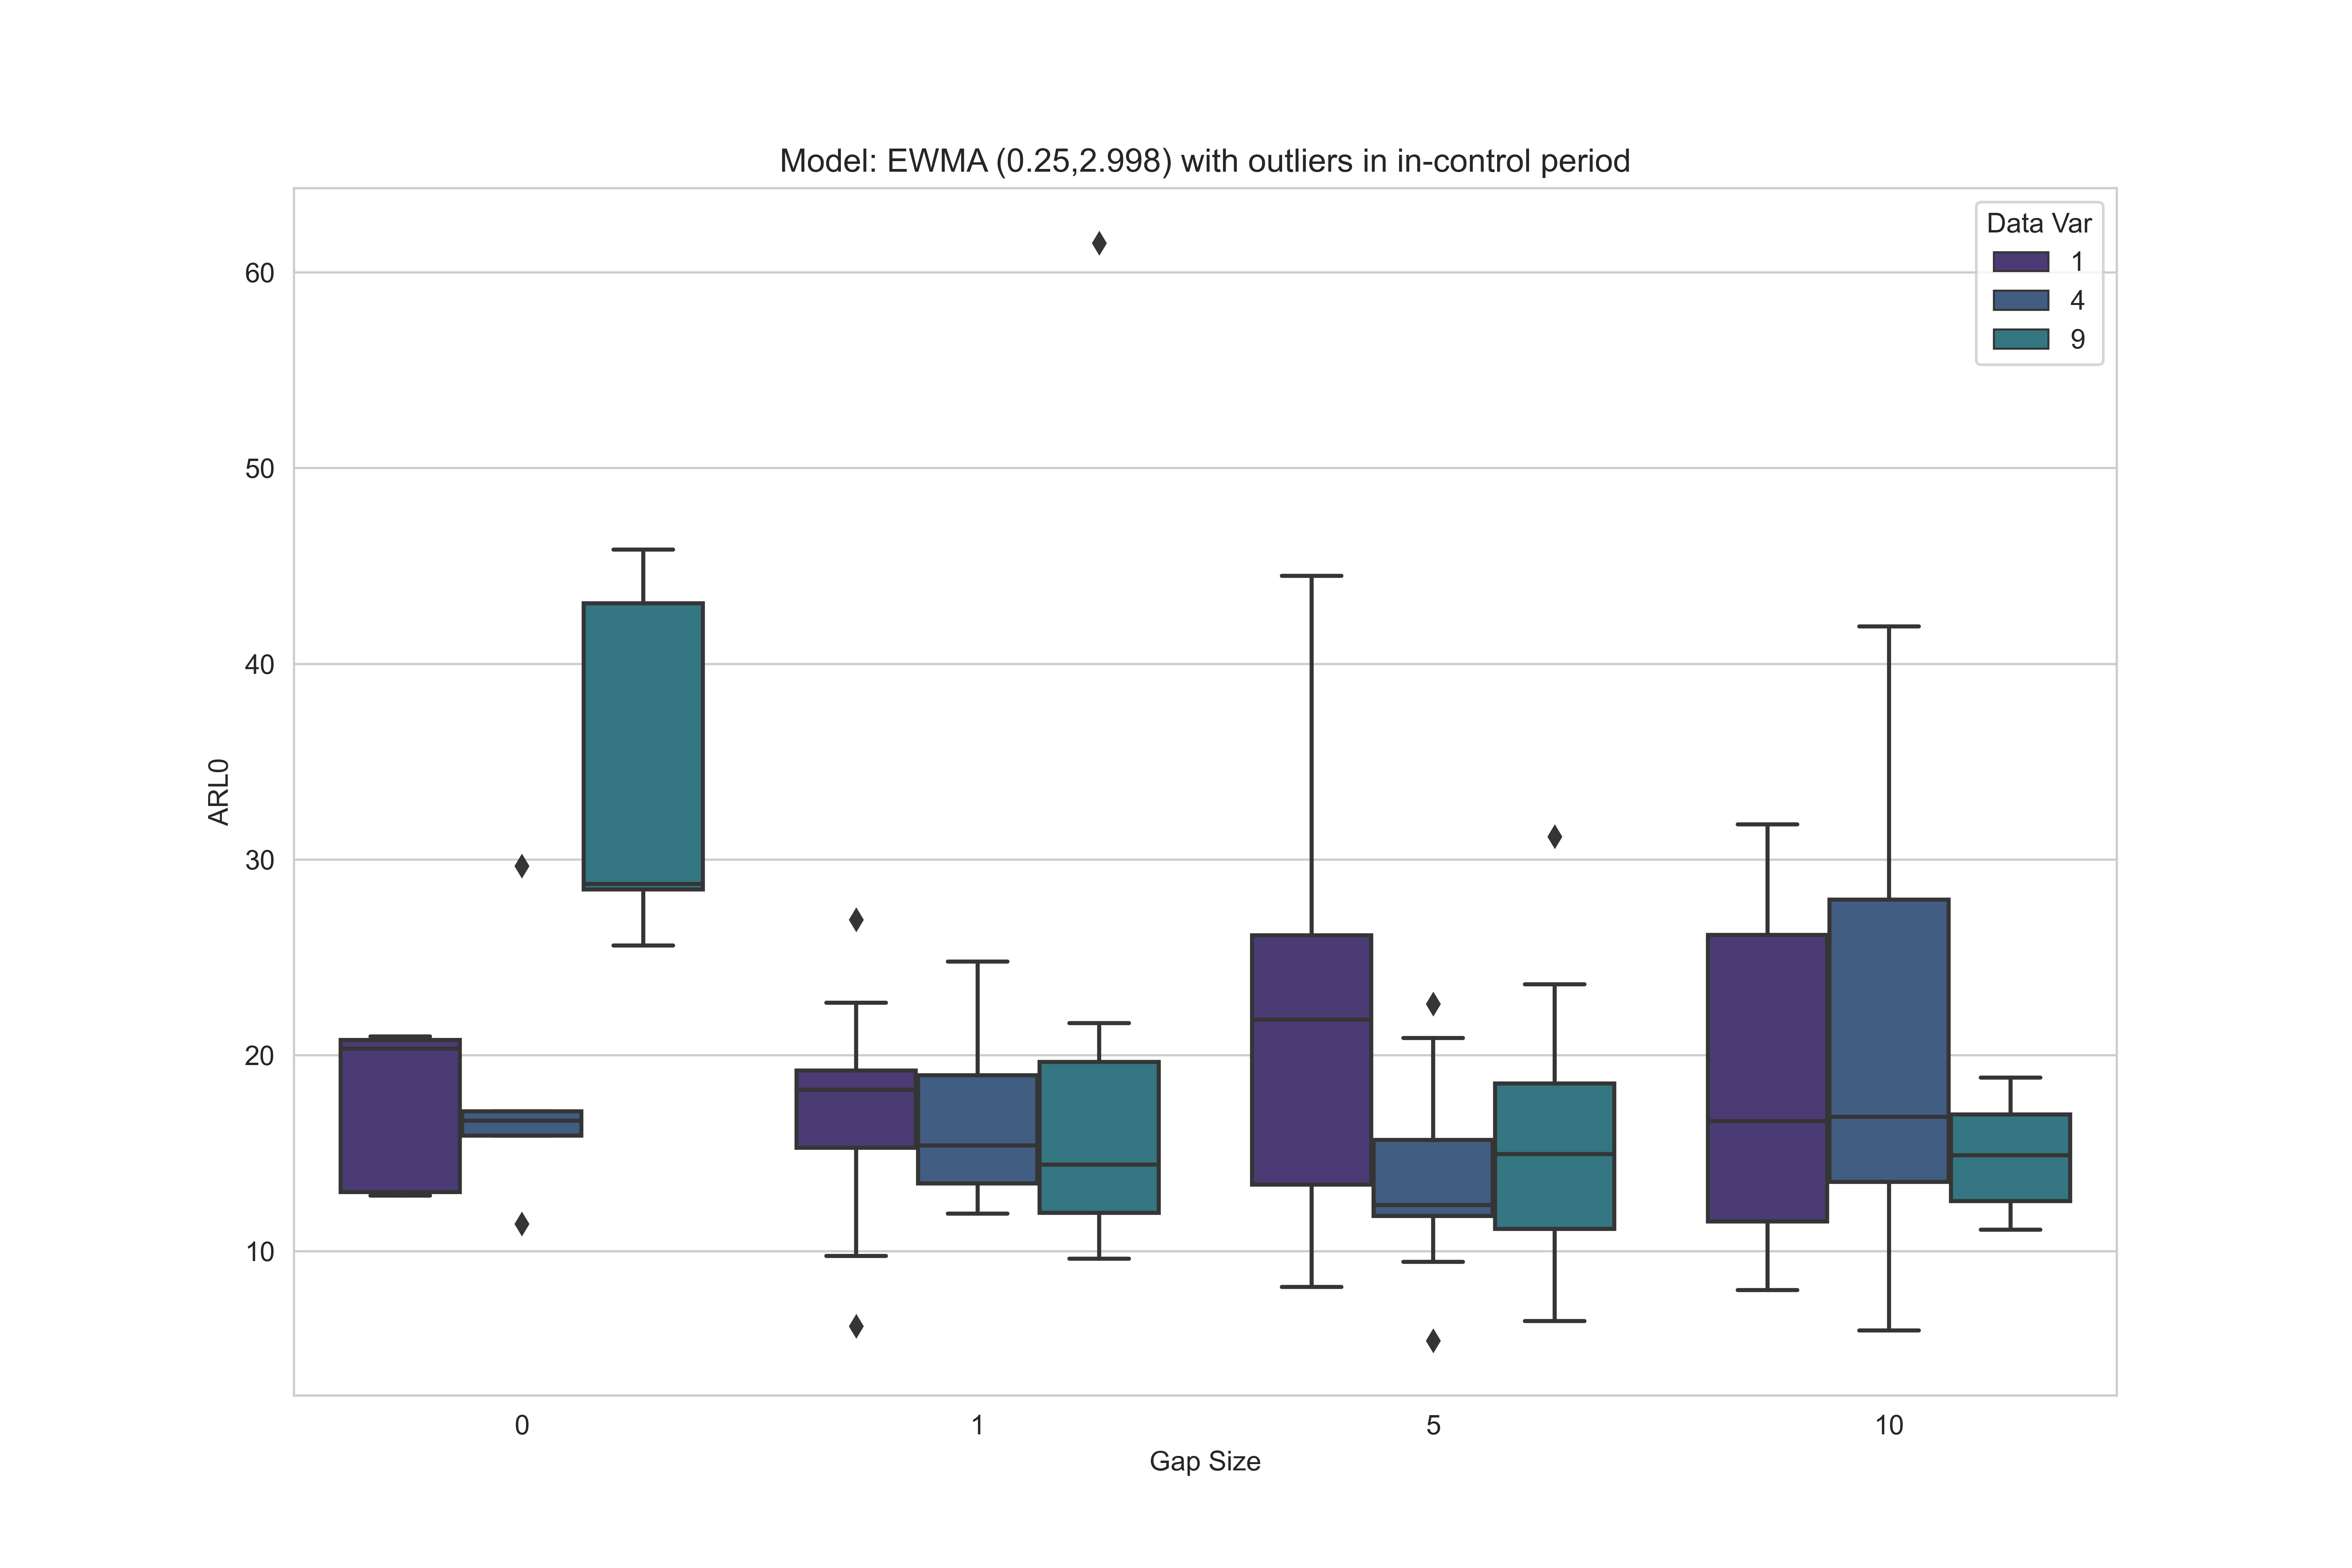 Model: EWMA (0.25,2.998) with outliers in in-control period
Data Var
1
4
9
60
50
40
30
20
10
ARL0
0 1 5 10
Gap Size